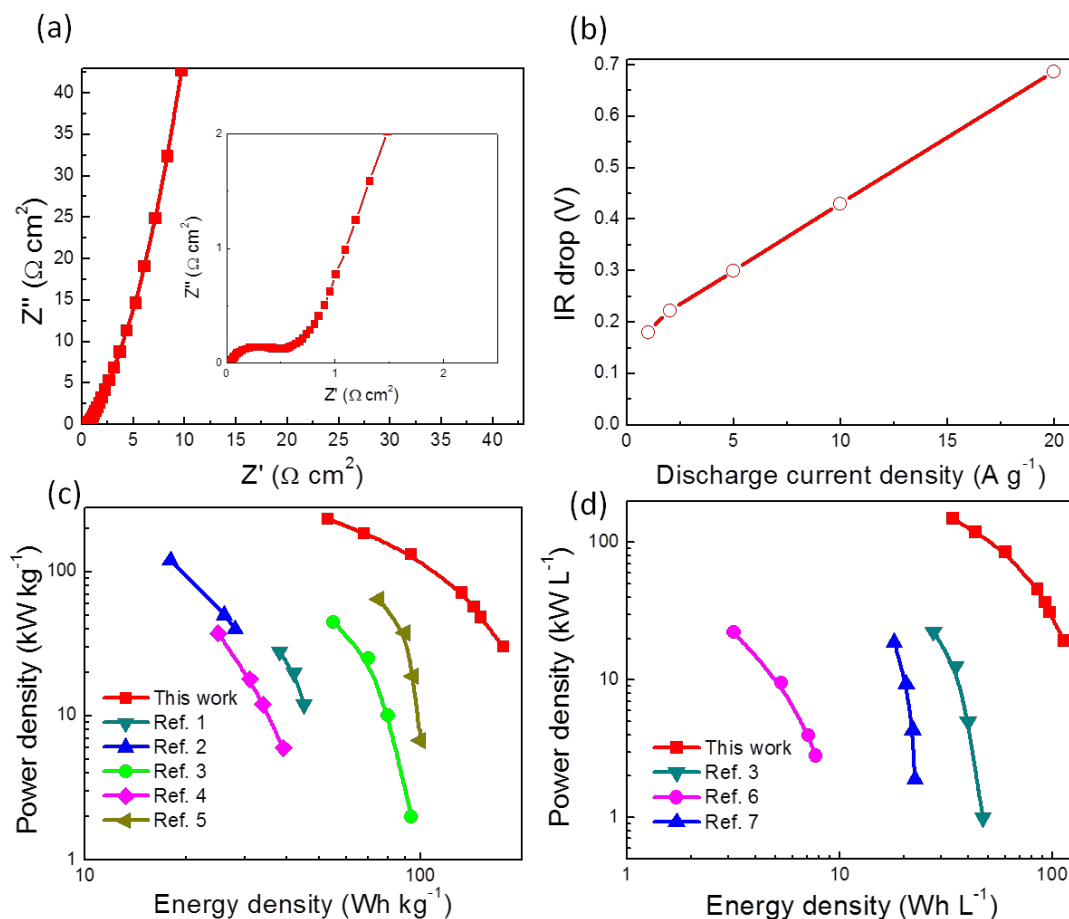 (a)
40
35
30
25
20
15
10
5
0
Z'' (Ω cm²)
0 5 10 15 20 25 30 35 40
Z' (Ω cm²)
2
1
0
Z'' (Ω cm²)
0 1 2
Z' (Ω cm²)
(b)
0.7
0.6
0.5
0.4
0.3
0.2
0.1
0.0
IR drop (V)
0 5 10 15 20
Discharge current density (A g⁻¹)
(c)
100
10
1
Power density (kW kg⁻¹)
This work
Ref. 1
Ref. 2
Ref. 3
Ref. 4
Ref. 5
10 100
Energy density (Wh kg⁻¹)
(d)
100
10
1
Power density (kW L⁻¹)
This work
Ref. 3
Ref. 6
Ref. 7
1 10 100
Energy density (Wh L⁻¹)